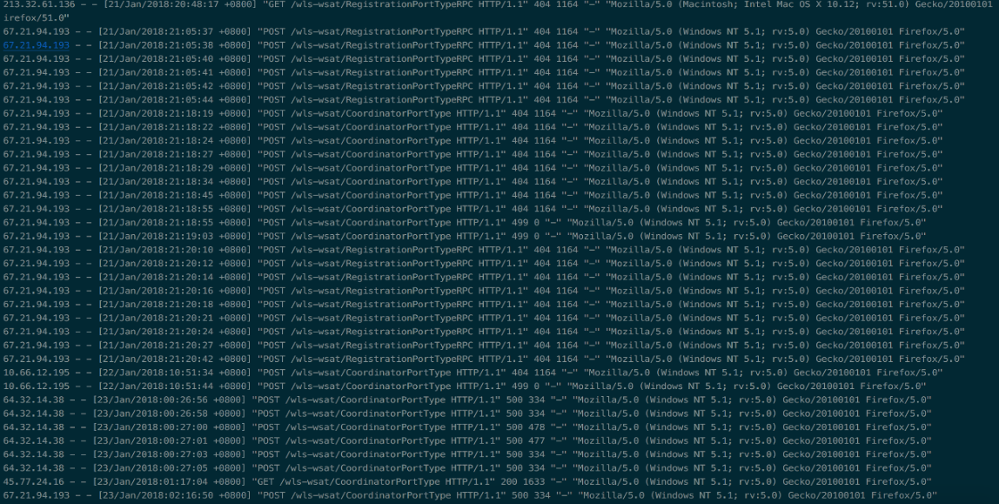 213.32.61.136 - - [21/Jan/2018:20:48:17 +0800] "GET /wls-wsat/RegistrationPortTypeRPC HTTP/1.1" 404 1164 "-" "Mozilla/5.0 (Macintosh; Intel Mac OS X 10.12; rv:51.0) Gecko/20100101
irefox/51.0"
67.21.94.193 - - [21/Jan/2018:21:05:37 +0800] "POST /wls-wsat/RegistrationPortTypeRPC HTTP/1.1" 404 1164 "-" "Mozilla/5.0 (Windows NT 5.1; rv:5.0) Gecko/20100101 Firefox/5.0"
67.21.94.193 - - [21/Jan/2018:21:05:38 +0800] "POST /wls-wsat/RegistrationPortTypeRPC HTTP/1.1" 404 1164 "-" "Mozilla/5.0 (Windows NT 5.1; rv:5.0) Gecko/20100101 Firefox/5.0"
67.21.94.193 - - [21/Jan/2018:21:05:40 +0800] "POST /wls-wsat/RegistrationPortTypeRPC HTTP/1.1" 404 1164 "-" "Mozilla/5.0 (Windows NT 5.1; rv:5.0) Gecko/20100101 Firefox/5.0"
67.21.94.193 - - [21/Jan/2018:21:05:41 +0800] "POST /wls-wsat/RegistrationPortTypeRPC HTTP/1.1" 404 1164 "-" "Mozilla/5.0 (Windows NT 5.1; rv:5.0) Gecko/20100101 Firefox/5.0"
67.21.94.193 - - [21/Jan/2018:21:05:42 +0800] "POST /wls-wsat/RegistrationPortTypeRPC HTTP/1.1" 404 1164 "-" "Mozilla/5.0 (Windows NT 5.1; rv:5.0) Gecko/20100101 Firefox/5.0"
67.21.94.193 - - [21/Jan/2018:21:05:44 +0800] "POST /wls-wsat/RegistrationPortTypeRPC HTTP/1.1" 404 1164 "-" "Mozilla/5.0 (Windows NT 5.1; rv:5.0) Gecko/20100101 Firefox/5.0"
67.21.94.193 - - [21/Jan/2018:21:18:19 +0800] "POST /wls-wsat/CoordinatorPortType HTTP/1.1" 404 1164 "-" "Mozilla/5.0 (Windows NT 5.1; rv:5.0) Gecko/20100101 Firefox/5.0"
67.21.94.193 - - [21/Jan/2018:21:18:22 +0800] "POST /wls-wsat/CoordinatorPortType HTTP/1.1" 404 1164 "-" "Mozilla/5.0 (Windows NT 5.1; rv:5.0) Gecko/20100101 Firefox/5.0"
67.21.94.193 - - [21/Jan/2018:21:18:24 +0800] "POST /wls-wsat/CoordinatorPortType HTTP/1.1" 404 1164 "-" "Mozilla/5.0 (Windows NT 5.1; rv:5.0) Gecko/20100101 Firefox/5.0"
67.21.94.193 - - [21/Jan/2018:21:18:27 +0800] "POST /wls-wsat/CoordinatorPortType HTTP/1.1" 404 1164 "-" "Mozilla/5.0 (Windows NT 5.1; rv:5.0) Gecko/20100101 Firefox/5.0"
67.21.94.193 - - [21/Jan/2018:21:18:29 +0800] "POST /wls-wsat/CoordinatorPortType HTTP/1.1" 404 1164 "-" "Mozilla/5.0 (Windows NT 5.1; rv:5.0) Gecko/20100101 Firefox/5.0"
67.21.94.193 - - [21/Jan/2018:21:18:34 +0800] "POST /wls-wsat/CoordinatorPortType HTTP/1.1" 404 1164 "-" "Mozilla/5.0 (Windows NT 5.1; rv:5.0) Gecko/20100101 Firefox/5.0"
67.21.94.193 - - [21/Jan/2018:21:18:45 +0800] "POST /wls-wsat/CoordinatorPortType HTTP/1.1" 404 1164 "-" "Mozilla/5.0 (Windows NT 5.1; rv:5.0) Gecko/20100101 Firefox/5.0"
67.21.94.193 - - [21/Jan/2018:21:18:55 +0800] "POST /wls-wsat/CoordinatorPortType HTTP/1.1" 404 1164 "-" "Mozilla/5.0 (Windows NT 5.1; rv:5.0) Gecko/20100101 Firefox/5.0"
67.21.94.193 - - [21/Jan/2018:21:18:55 +0800] "POST /wls-wsat/CoordinatorPortType HTTP/1.1" 499 0 "-" "Mozilla/5.0 (Windows NT 5.1; rv:5.0) Gecko/20100101 Firefox/5.0"
67.21.94.193 - - [21/Jan/2018:21:19:03 +0800] "POST /wls-wsat/CoordinatorPortType HTTP/1.1" 499 0 "-" "Mozilla/5.0 (Windows NT 5.1; rv:5.0) Gecko/20100101 Firefox/5.0"
67.21.94.193 - - [21/Jan/2018:21:20:10 +0800] "POST /wls-wsat/RegistrationPortTypeRPC HTTP/1.1" 404 1164 "-" "Mozilla/5.0 (Windows NT 5.1; rv:5.0) Gecko/20100101 Firefox/5.0"
67.21.94.193 - - [21/Jan/2018:21:20:12 +0800] "POST /wls-wsat/RegistrationPortTypeRPC HTTP/1.1" 404 1164 "-" "Mozilla/5.0 (Windows NT 5.1; rv:5.0) Gecko/20100101 Firefox/5.0"
67.21.94.193 - - [21/Jan/2018:21:20:14 +0800] "POST /wls-wsat/RegistrationPortTypeRPC HTTP/1.1" 404 1164 "-" "Mozilla/5.0 (Windows NT 5.1; rv:5.0) Gecko/20100101 Firefox/5.0"
67.21.94.193 - - [21/Jan/2018:21:20:16 +0800] "POST /wls-wsat/RegistrationPortTypeRPC HTTP/1.1" 404 1164 "-" "Mozilla/5.0 (Windows NT 5.1; rv:5.0) Gecko/20100101 Firefox/5.0"
67.21.94.193 - - [21/Jan/2018:21:20:18 +0800] "POST /wls-wsat/RegistrationPortTypeRPC HTTP/1.1" 404 1164 "-" "Mozilla/5.0 (Windows NT 5.1; rv:5.0) Gecko/20100101 Firefox/5.0"
67.21.94.193 - - [21/Jan/2018:21:20:21 +0800] "POST /wls-wsat/RegistrationPortTypeRPC HTTP/1.1" 404 1164 "-" "Mozilla/5.0 (Windows NT 5.1; rv:5.0) Gecko/20100101 Firefox/5.0"
67.21.94.193 - - [21/Jan/2018:21:20:24 +0800] "POST /wls-wsat/RegistrationPortTypeRPC HTTP/1.1" 404 1164 "-" "Mozilla/5.0 (Windows NT 5.1; rv:5.0) Gecko/20100101 Firefox/5.0"
67.21.94.193 - - [21/Jan/2018:21:20:27 +0800] "POST /wls-wsat/RegistrationPortTypeRPC HTTP/1.1" 404 1164 "-" "Mozilla/5.0 (Windows NT 5.1; rv:5.0) Gecko/20100101 Firefox/5.0"
67.21.94.193 - - [21/Jan/2018:21:20:42 +0800] "POST /wls-wsat/RegistrationPortTypeRPC HTTP/1.1" 404 1164 "-" "Mozilla/5.0 (Windows NT 5.1; rv:5.0) Gecko/20100101 Firefox/5.0"
10.66.12.195 - - [22/Jan/2018:10:51:34 +0800] "POST /wls-wsat/CoordinatorPortType HTTP/1.1" 404 1164 "-" "Mozilla/5.0 (Windows NT 5.1; rv:5.0) Gecko/20100101 Firefox/5.0"
10.66.12.195 - - [22/Jan/2018:10:51:44 +0800] "POST /wls-wsat/CoordinatorPortType HTTP/1.1" 499 0 "-" "Mozilla/5.0 (Windows NT 5.1; rv:5.0) Gecko/20100101 Firefox/5.0"
64.32.14.38 - - [23/Jan/2018:00:26:56 +0800] "POST /wls-wsat/CoordinatorPortType HTTP/1.1" 500 334 "-" "Mozilla/5.0 (Windows NT 5.1; rv:5.0) Gecko/20100101 Firefox/5.0"
64.32.14.38 - - [23/Jan/2018:00:26:58 +0800] "POST /wls-wsat/CoordinatorPortType HTTP/1.1" 500 334 "-" "Mozilla/5.0 (Windows NT 5.1; rv:5.0) Gecko/20100101 Firefox/5.0"
64.32.14.38 - - [23/Jan/2018:00:27:00 +0800] "POST /wls-wsat/CoordinatorPortType HTTP/1.1" 500 478 "-" "Mozilla/5.0 (Windows NT 5.1; rv:5.0) Gecko/20100101 Firefox/5.0"
64.32.14.38 - - [23/Jan/2018:00:27:01 +0800] "POST /wls-wsat/CoordinatorPortType HTTP/1.1" 500 477 "-" "Mozilla/5.0 (Windows NT 5.1; rv:5.0) Gecko/20100101 Firefox/5.0"
64.32.14.38 - - [23/Jan/2018:00:27:03 +0800] "POST /wls-wsat/CoordinatorPortType HTTP/1.1" 500 334 "-" "Mozilla/5.0 (Windows NT 5.1; rv:5.0) Gecko/20100101 Firefox/5.0"
64.32.14.38 - - [23/Jan/2018:00:27:05 +0800] "POST /wls-wsat/CoordinatorPortType HTTP/1.1" 500 334 "-" "Mozilla/5.0 (Windows NT 5.1; rv:5.0) Gecko/20100101 Firefox/5.0"
45.77.24.16 - - [23/Jan/2018:01:17:04 +0800] "GET /wls-wsat/CoordinatorPortType HTTP/1.1" 200 1633 "-" "Mozilla/5.0 (Windows NT 5.1; rv:5.0) Gecko/20100101 Firefox/5.0"
67.21.94.193 - - [23/Jan/2018:02:16:50 +0800] "POST /wls-wsat/CoordinatorPortType HTTP/1.1" 500 334 "-" "Mozilla/5.0 (Windows NT 5.1; rv:5.0) Gecko/20100101 Firefox/5.0"